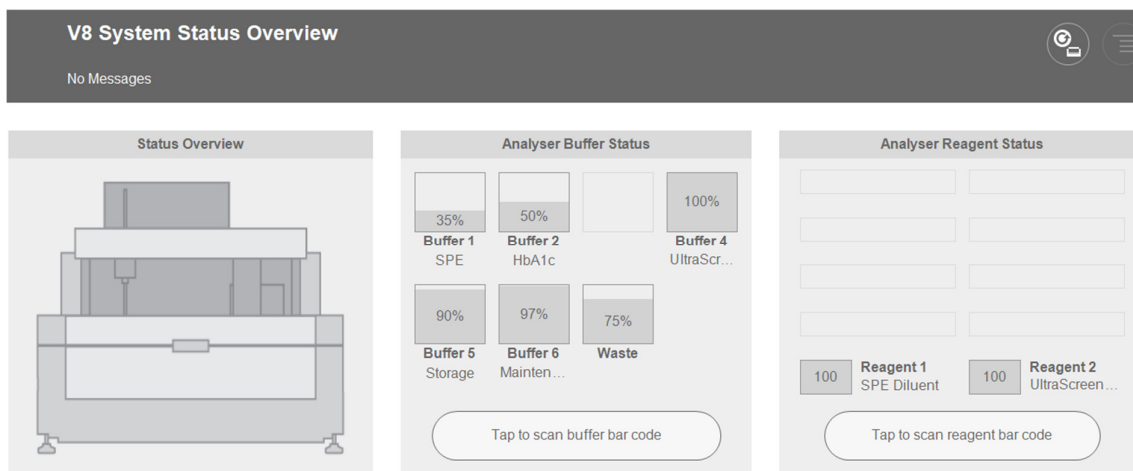 V8 System Status Overview
No Messages
Status Overview
Analyser Buffer Status
35%
Buffer 1
SPE
50%
Buffer 2
HbA1c
100%
Buffer 4
UltraScr...
90%
Buffer 5
Storage
97%
Buffer 6
Mainten...
75%
Waste
Tap to scan buffer bar code
Analyser Reagent Status
100
Reagent 1
SPE Diluent
100
Reagent 2
UltraScreen...
Tap to scan reagent bar code